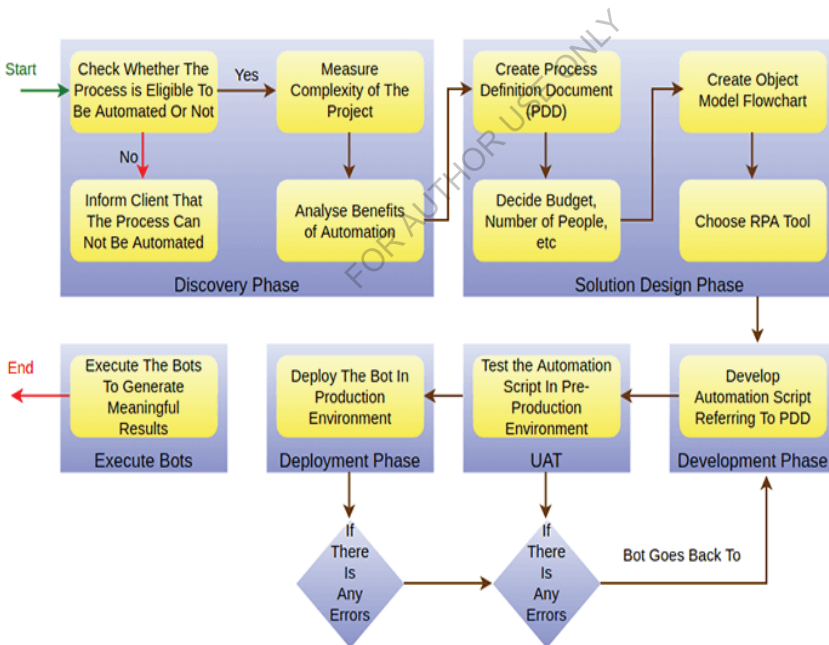 Start
Check Whether The
Process is Eligible To
Be Automated Or Not
Yes
Measure
Complexity of The
Project
No
Inform Client That
The Process Can
Not Be Automated
Analyse Benefits
of Automation
Discovery Phase
Create Process
Definition Document
(PDD)
Create Object
Model Flowchart
Decide Budget,
Number of People,
etc
Choose RPA Tool
Solution Design Phase
FOR AUTHOR USE ONLY
End
Execute The Bots
To Generate
Meaningful
Results
Execute Bots
Deploy The Bot In
Production
Environment
Deployment Phase
Test the Automation
Script In Pre-
Production
Environment
UAT
Develop
Automation Script
Referring To PDD
Development Phase
If
There
Is
Any
Errors
If
There
Is
Any
Errors
Bot Goes Back To